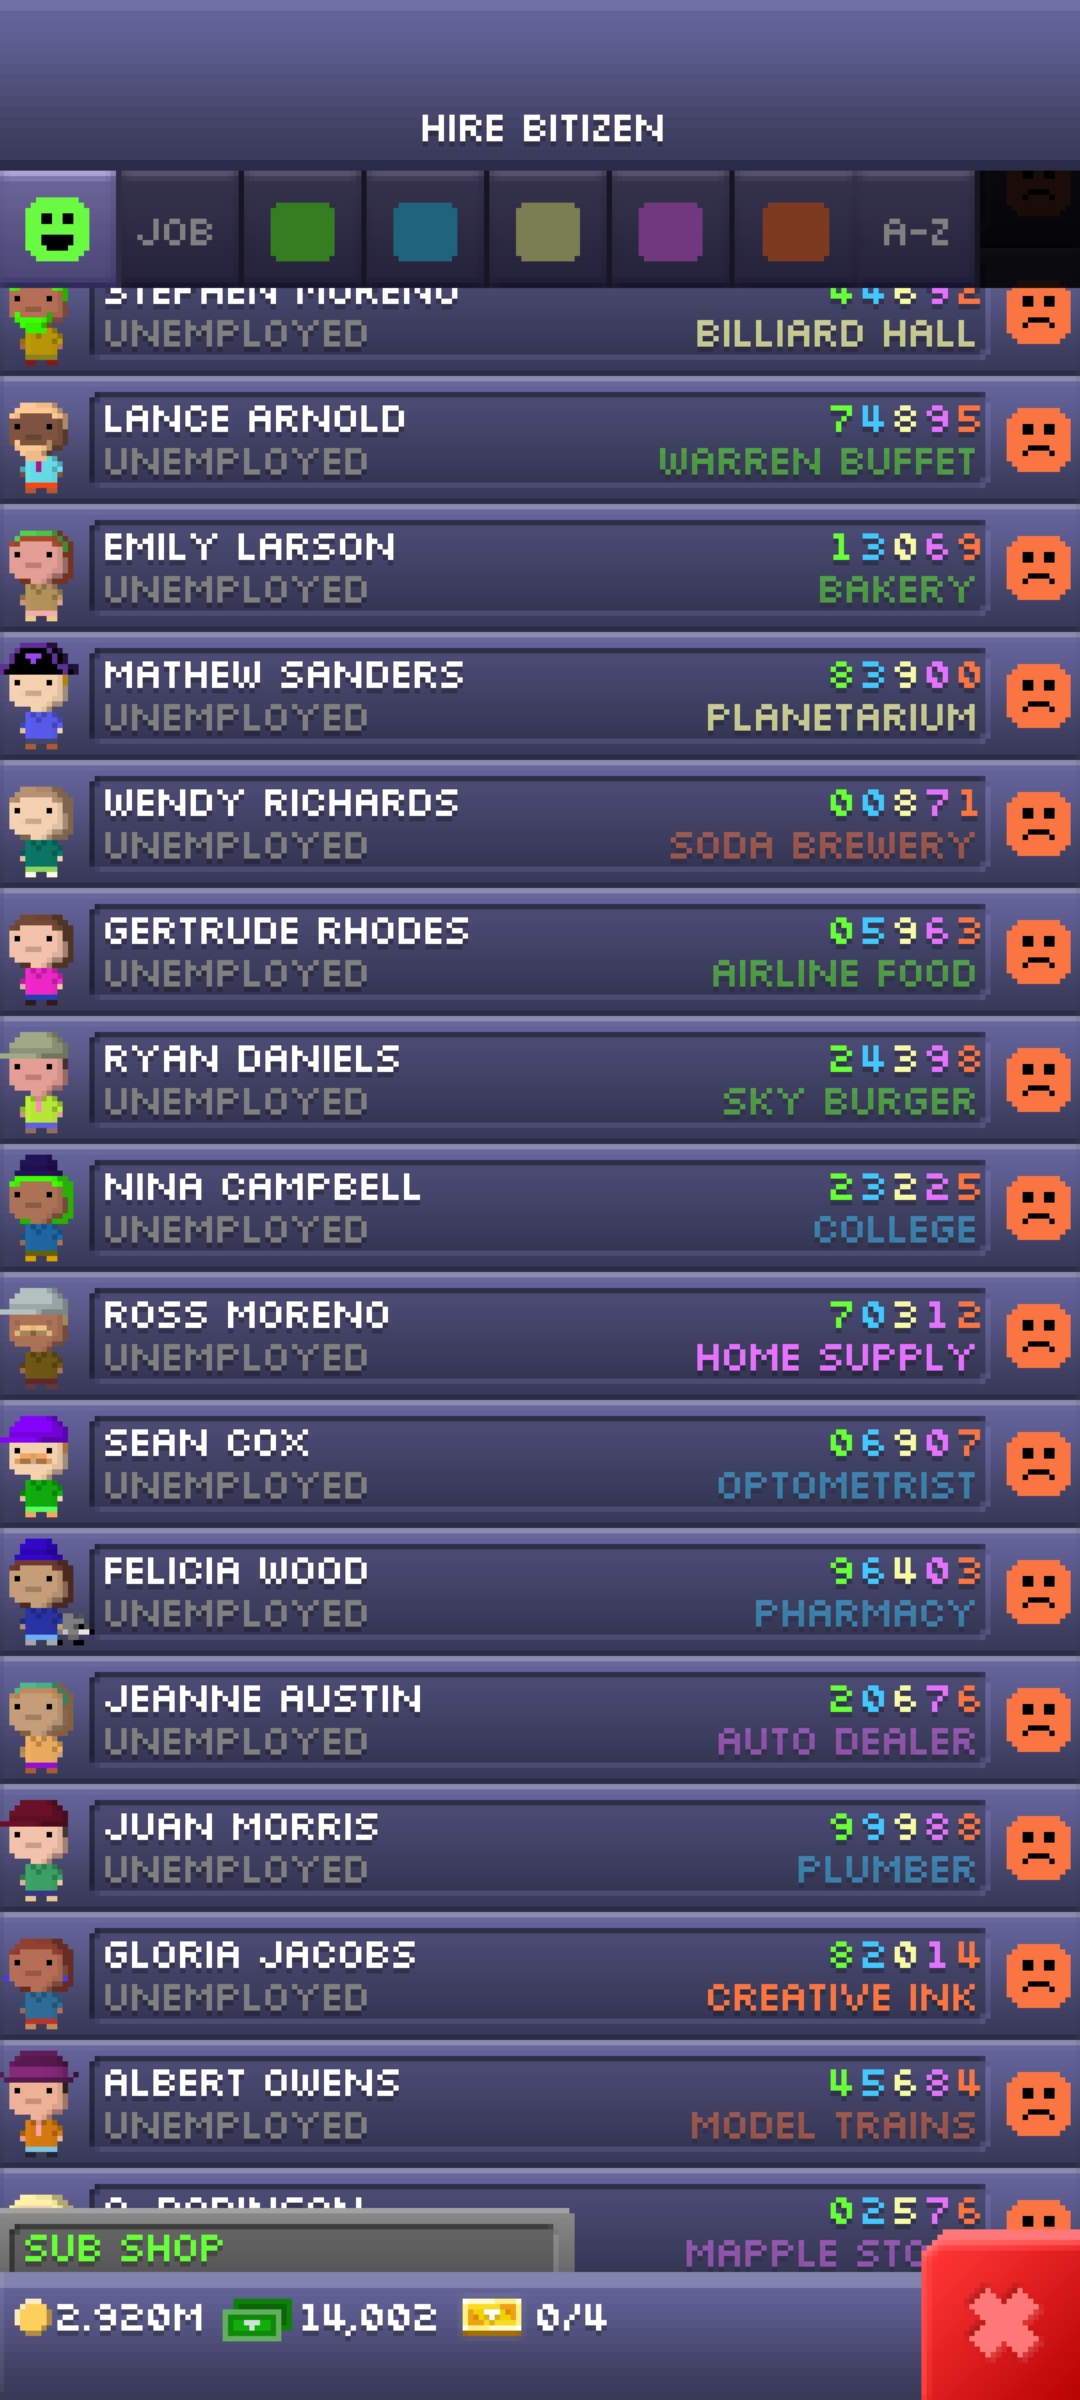 HIRE BITIZEN
JOB
A-Z
STEPHEN MORENO 44692
UNEMPLOYED BILLIARD HALL
LANCE ARNOLD 74895
UNEMPLOYED WARREN BUFFET
EMILY LARSON 13069
UNEMPLOYED BAKERY
MATHEW SANDERS 83900
UNEMPLOYED PLANETARIUM
WENDY RICHARDS 00871
UNEMPLOYED SODA BREWERY
GERTRUDE RHODES 05963
UNEMPLOYED AIRLINE FOOD
RYAN DANIELS 24398
UNEMPLOYED SKY BURGER
NINA CAMPBELL 23225
UNEMPLOYED COLLEGE
ROSS MORENO 70312
UNEMPLOYED HOME SUPPLY
SEAN COX 06907
UNEMPLOYED OPTOMETRIST
FELICIA WOOD 96403
UNEMPLOYED PHARMACY
JEANNE AUSTIN 20676
UNEMPLOYED AUTO DEALER
JUAN MORRIS 99988
UNEMPLOYED PLUMBER
GLORIA JACOBS 82014
UNEMPLOYED CREATIVE INK
ALBERT OWENS 45684
UNEMPLOYED MODEL TRAINS
02576
SUB SHOP MAPPLE STO
2.920M 14,002 0/4